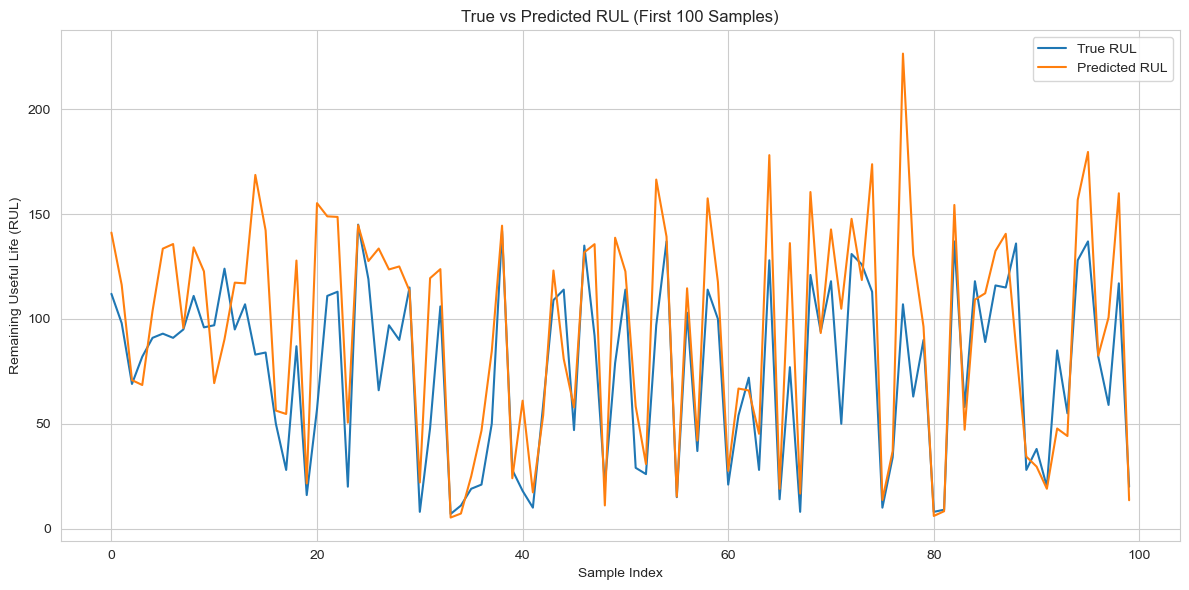 True vs Predicted RUL (First 100 Samples)
True RUL
Predicted RUL
Remaining Useful Life (RUL)
200
150
100
50
0
0 20 40 60 80 100
Sample Index